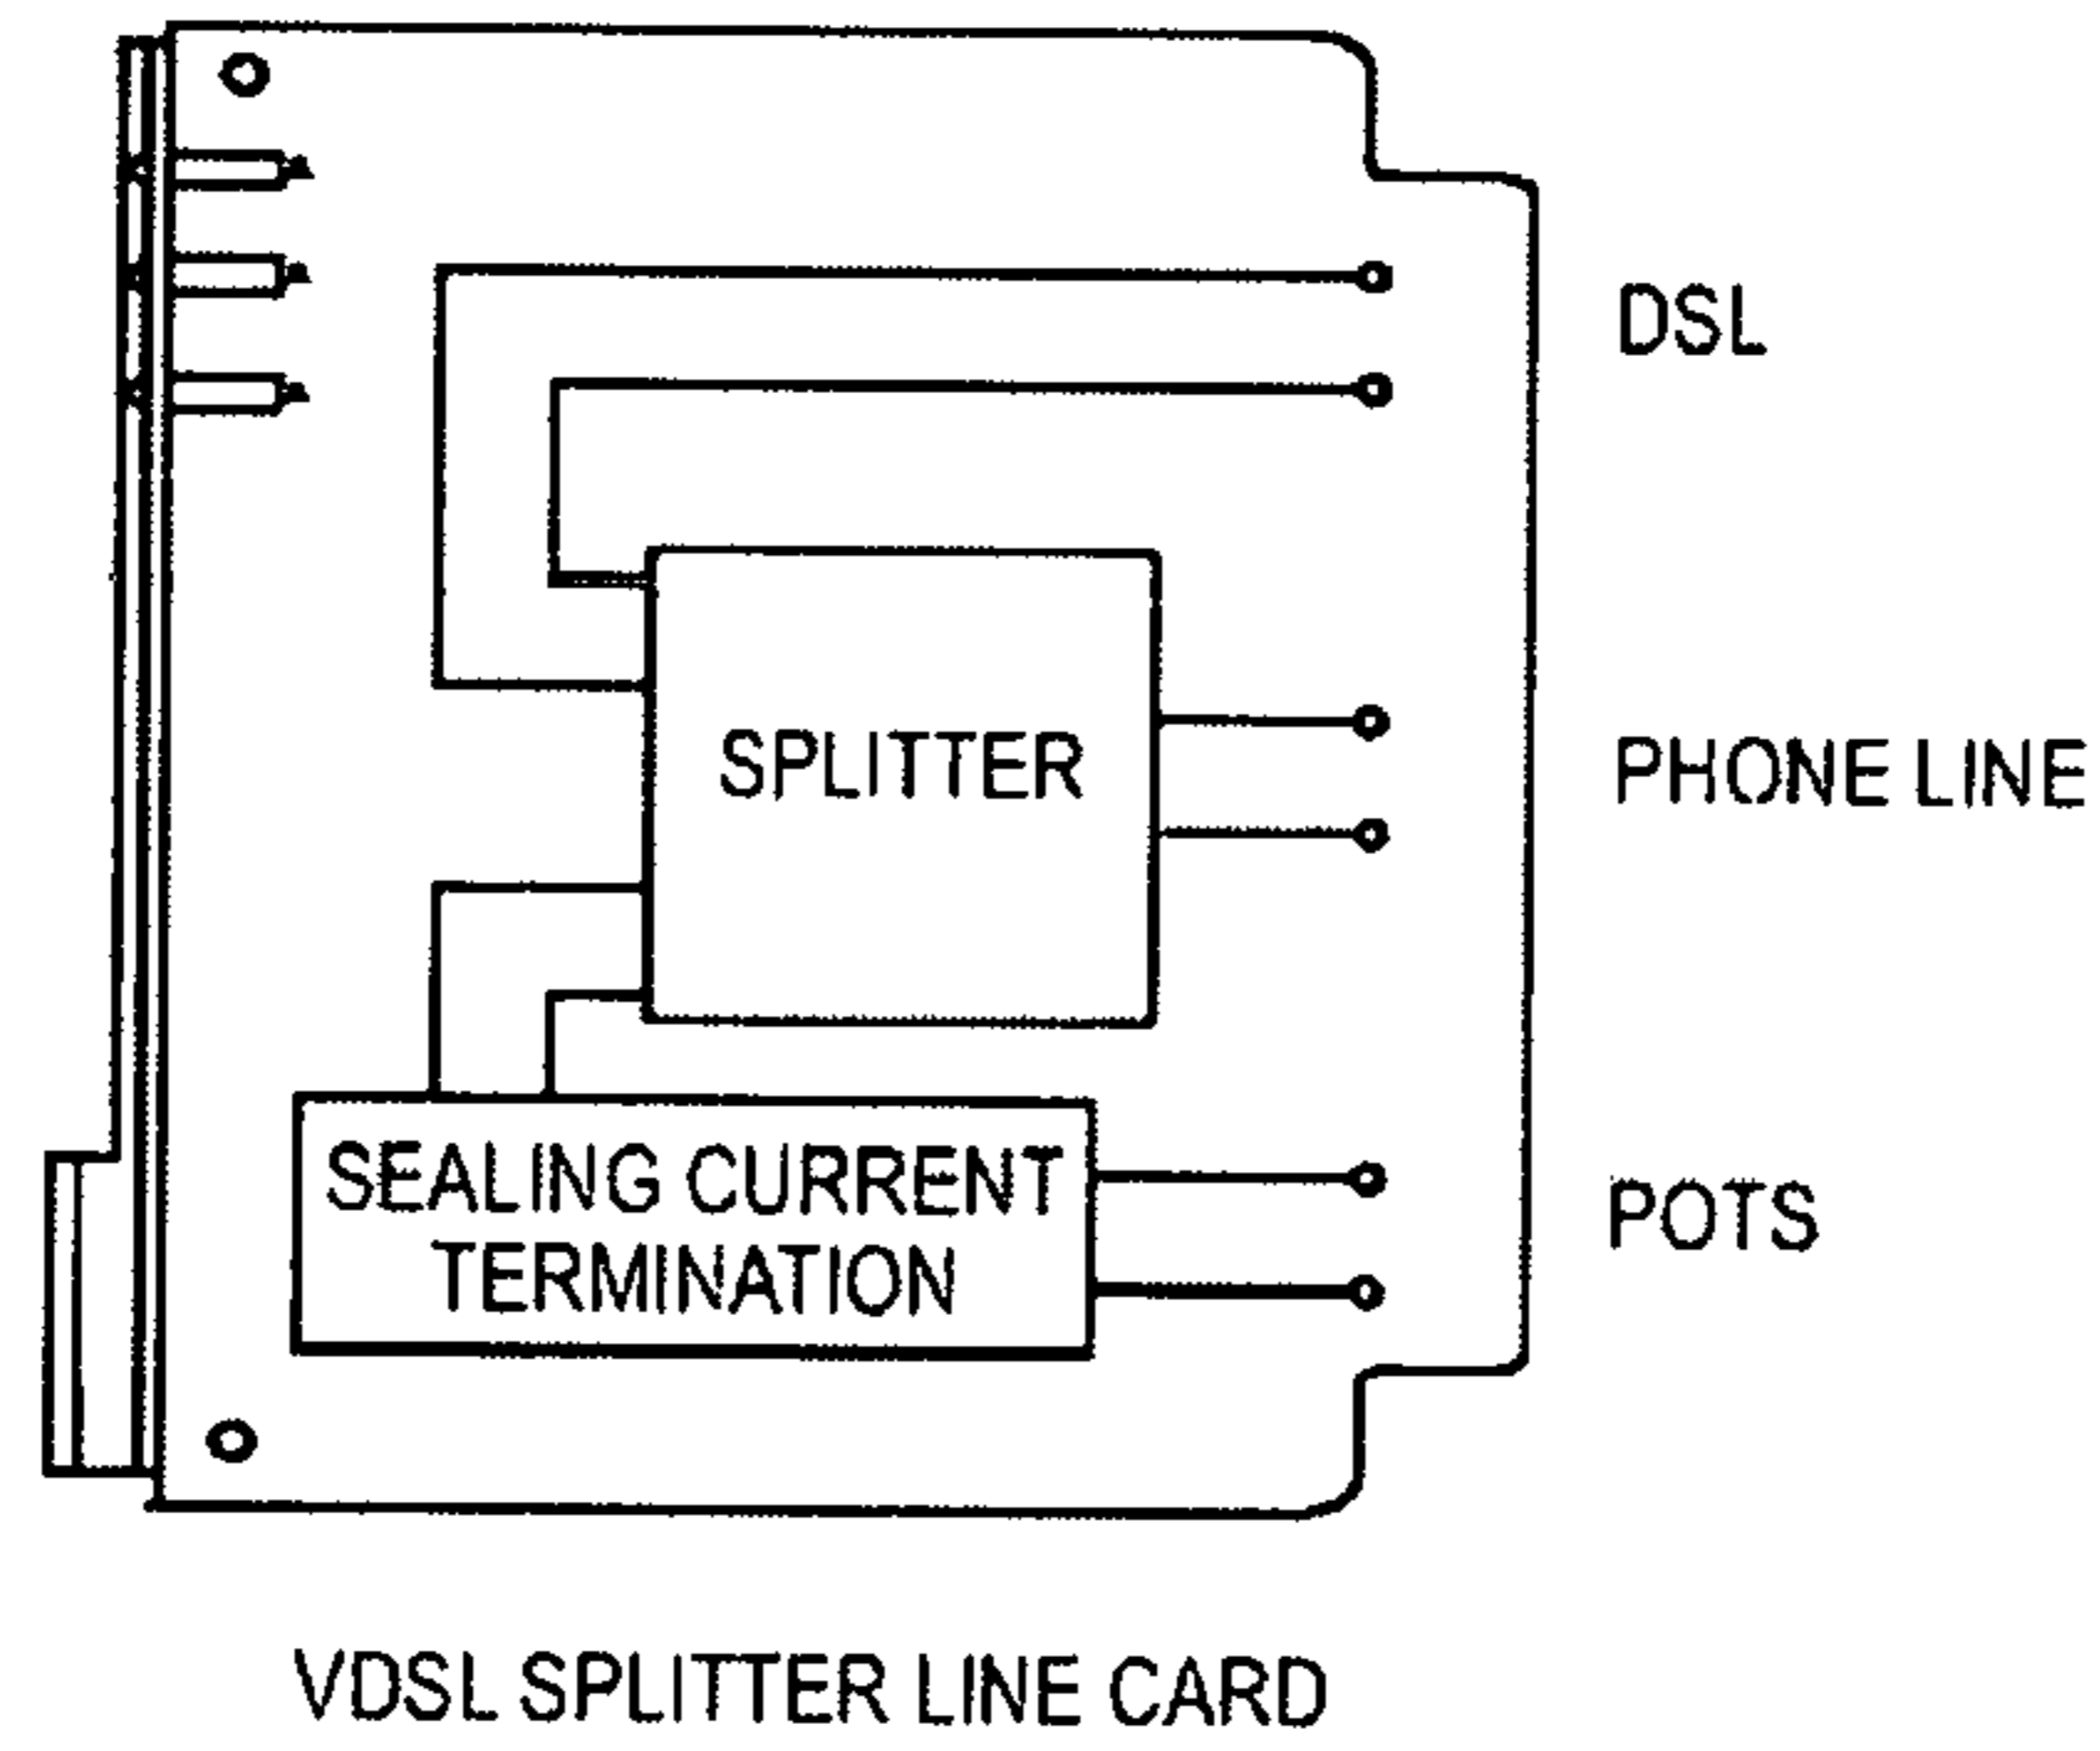 DSL
SPLITTER
PHONE LINE
SEALING CURRENT
TERMINATION
POTS
VDSL SPLITTER LINE CARD